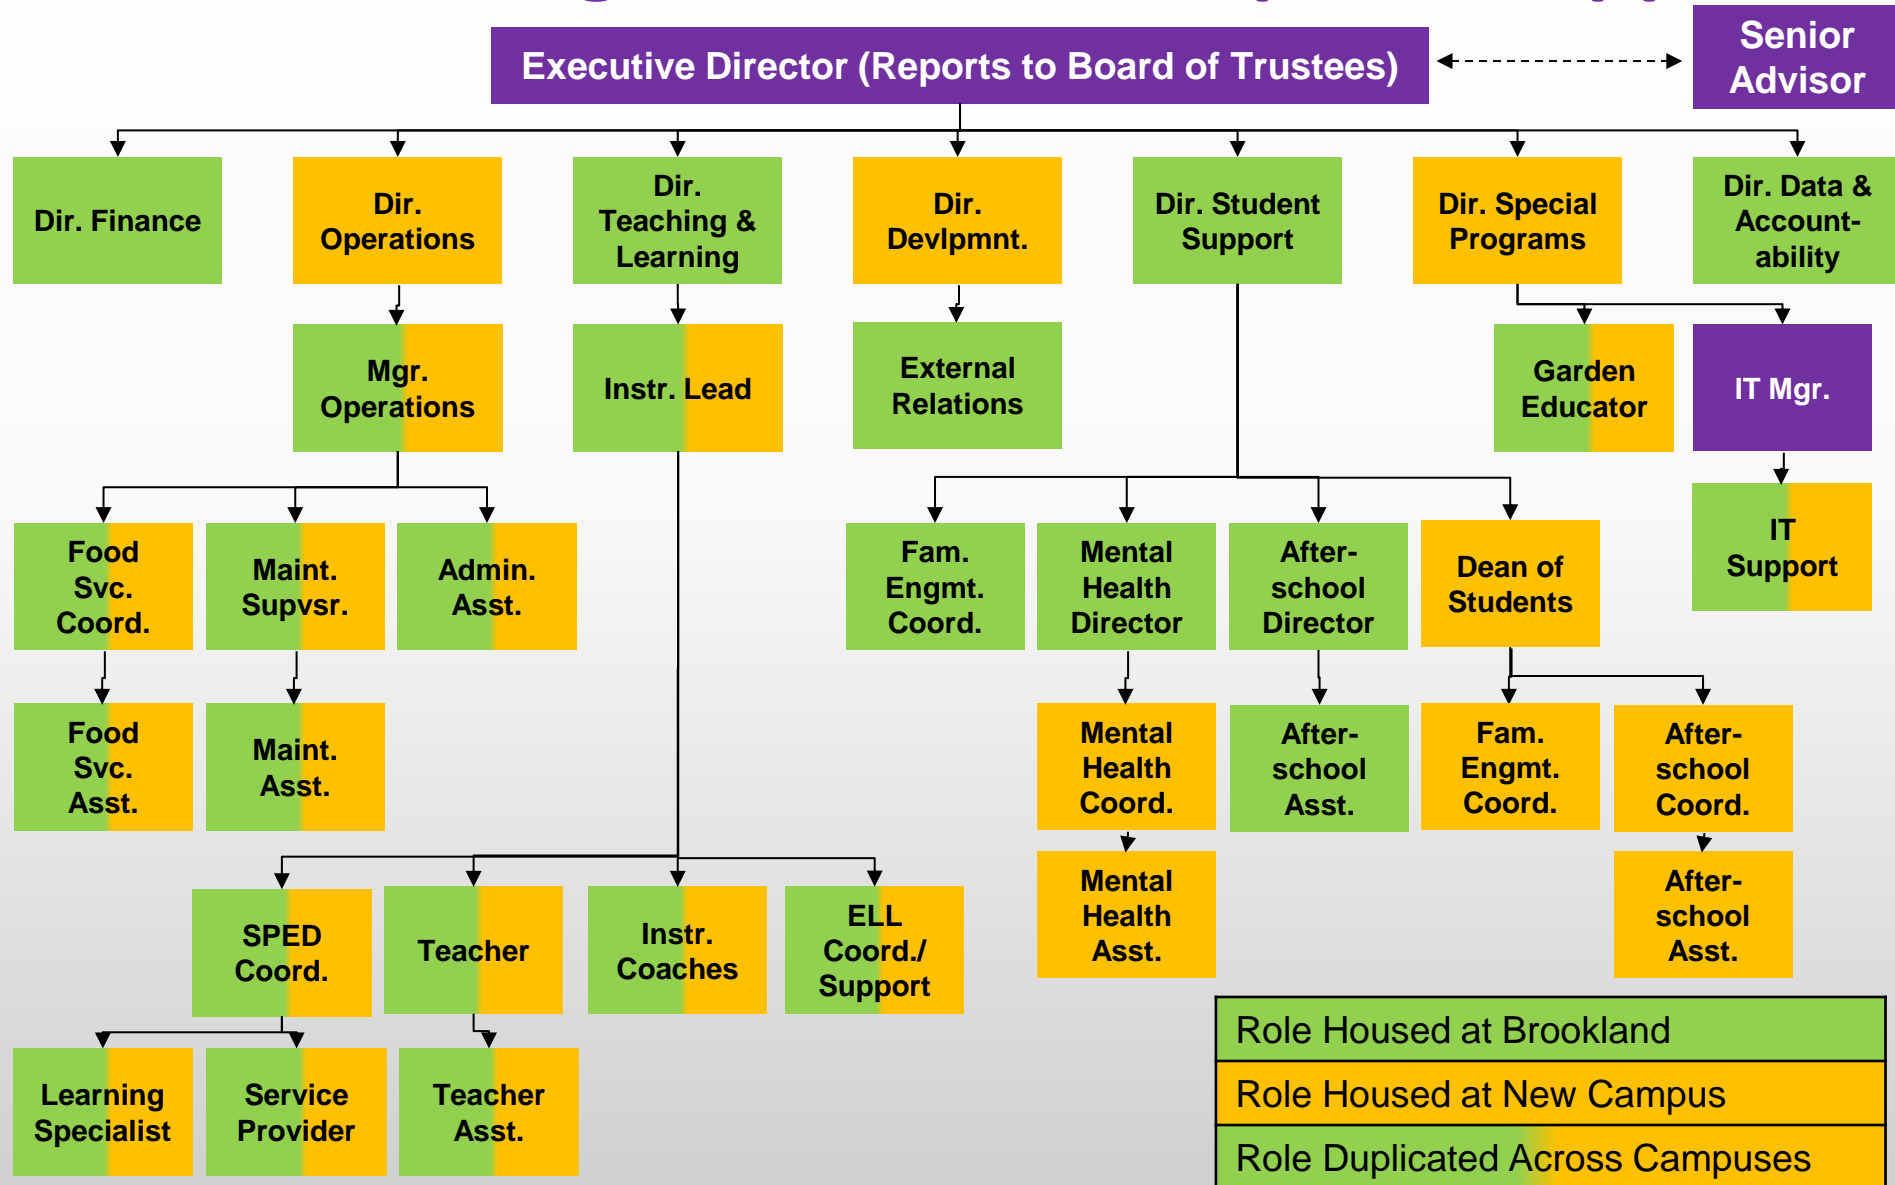 Executive Director (Reports to Board of Trustees)
Senior
Advisor
Dir. Finance
Dir.
Operations
Dir.
Teaching &
Learning
Dir.
Devlpmnt.
Dir. Student
Support
Dir. Special
Programs
Dir. Data &
Account-
ability
Mgr.
Operations
Instr. Lead
External
Relations
Garden
Educator
IT Mgr.
Food
Svc.
Coord.
Maint.
Supvsr.
Admin.
Asst.
Fam.
Engmt.
Coord.
Mental
Health
Director
After-
school
Director
Dean of
Students
IT
Support
Food
Svc.
Asst.
Maint.
Asst.
Mental
Health
Coord.
After-
school
Asst.
Fam.
Engmt.
Coord.
After-
school
Coord.
Mental
Health
Asst.
After-
school
Asst.
SPED
Coord.
Teacher
Instr.
Coaches
ELL
Coord./
Support
Learning
Specialist
Service
Provider
Teacher
Asst.
Role Housed at Brookland
Role Housed at New Campus
Role Duplicated Across Campuses